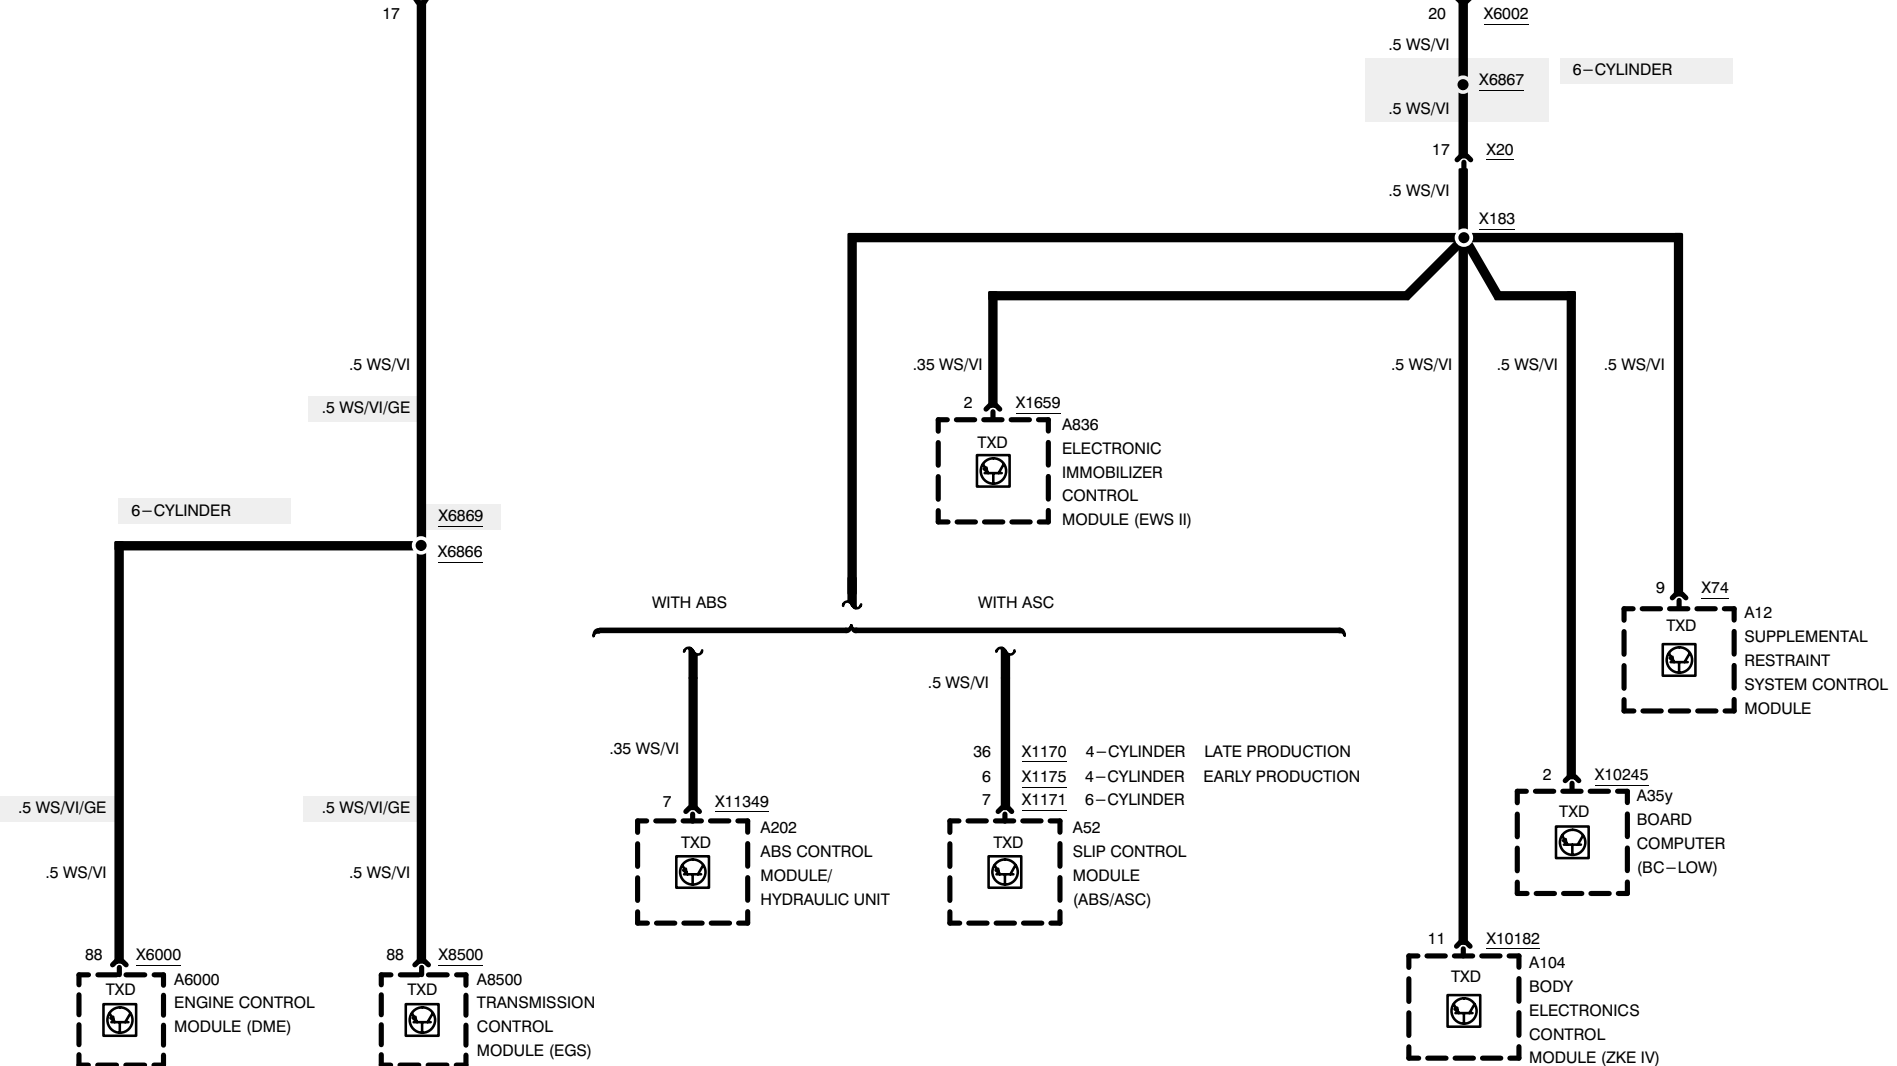 17
20 X6002
.5 WS/VI
X6867
6–CYLINDER
.5 WS/VI
17 X20
.5 WS/VI
X183
.5 WS/VI
.5 WS/VI/GE
6–CYLINDER
X6869
X6866
.35 WS/VI
.5 WS/VI
.5 WS/VI
.5 WS/VI
2 X1659
TXD
A836
ELECTRONIC
IMMOBILIZER
CONTROL
MODULE (EWS II)
WITH ABS
WITH ASC
9 X74
TXD
A12
SUPPLEMENTAL
RESTRAINT
SYSTEM CONTROL
MODULE
.35 WS/VI
.5 WS/VI
36 X1170 4–CYLINDER LATE PRODUCTION
6 X1175 4–CYLINDER EARLY PRODUCTION
7 X1171 6–CYLINDER
7 X11349
TXD
A202
ABS CONTROL
MODULE/
HYDRAULIC UNIT
TXD
A52
SLIP CONTROL
MODULE
(ABS/ASC)
2 X10245
TXD
A35y
BOARD
COMPUTER
(BC–LOW)
.5 WS/VI/GE
.5 WS/VI
.5 WS/VI/GE
.5 WS/VI
88 X6000
TXD
A6000
ENGINE CONTROL
MODULE (DME)
88 X8500
TXD
A8500
TRANSMISSION
CONTROL
MODULE (EGS)
11 X10182
TXD
A104
BODY
ELECTRONICS
CONTROL
MODULE (ZKE IV)